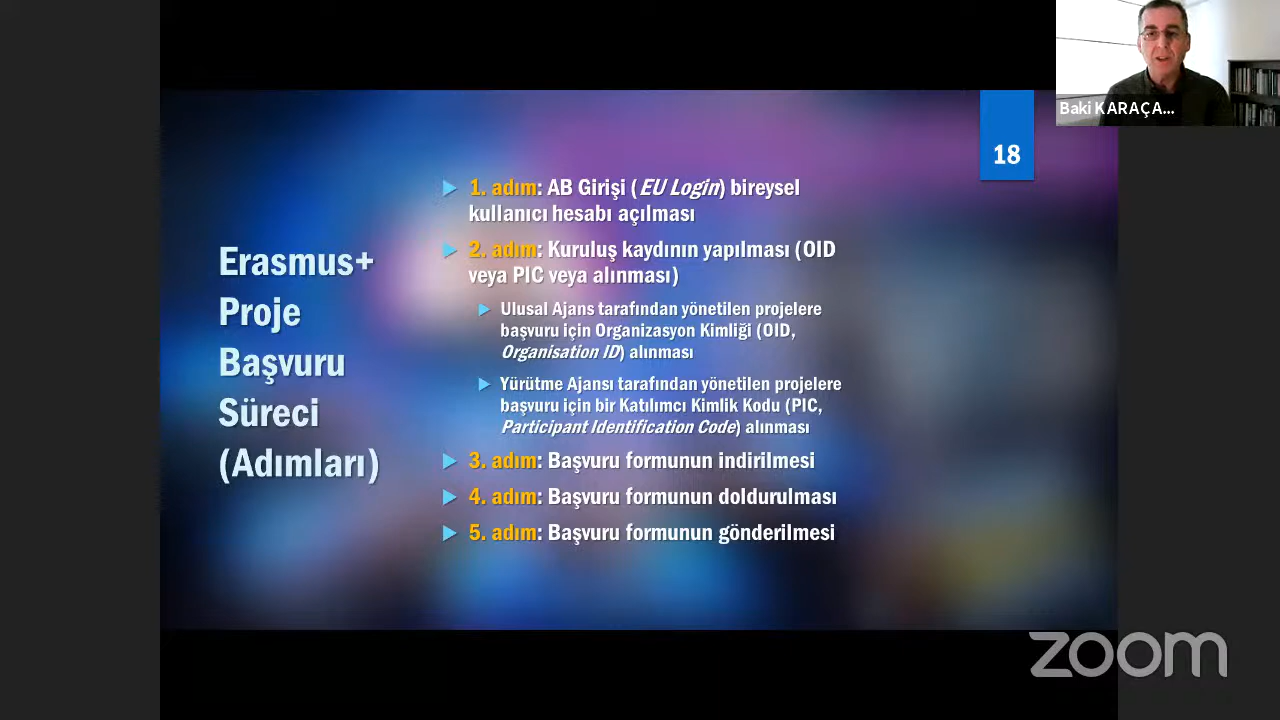 Baki KARAÇA...
18
Erasmus+
Proje
Başvuru
Süreci
(Adımları)
1. adım: AB Girişi (EU Login) bireysel
kullanıcı hesabı açılması
2. adım: Kuruluş kaydının yapılması (OID
veya PIC veya alınması)
Ulusal Ajans tarafından yönetilen projelere
başvuru için Organizasyon Kimliği (OID,
Organisation ID) alınması
Yürütme Ajansı tarafından yönetilen projelere
başvuru için bir Katılımcı Kimlik Kodu (PIC,
Participant Identification Code) alınması
3. adım: Başvuru formunun indirilmesi
4. adım: Başvuru formunun doldurulması
5. adım: Başvuru formunun gönderilmesi
zoom